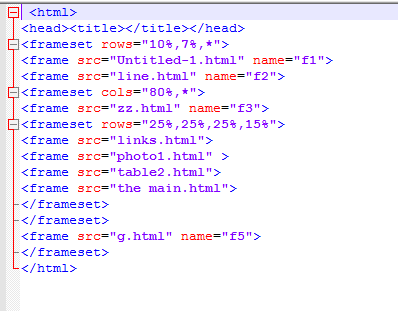 <html>
<head><title></title></head>
<frameset rows="10%,7%,*">
<frame src="Untitled-1.html" name="f1">
<frame src="line.html" name="f2">
<frameset cols="80%,*">
<frame src="zz.html" name="f3">
<frameset rows="25%,25%,25%,15%">
<frame src="links.html">
<frame src="photo1.html" >
<frame src="table2.html">
<frame src="the main.html">
</frameset>
</frameset>
<frame src="g.html" name="f5">
</frameset>
</html>